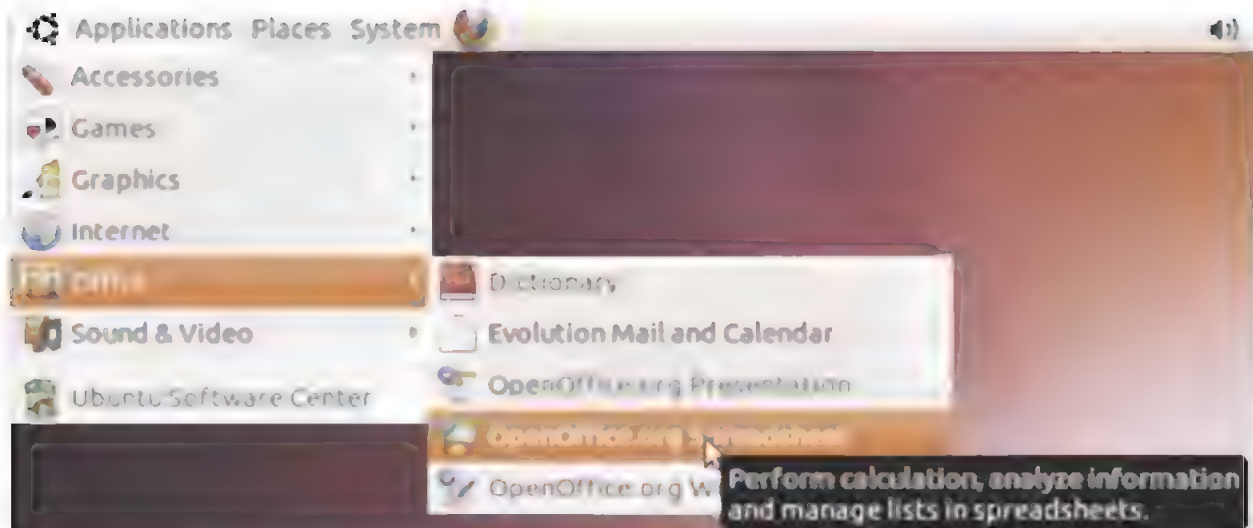 Applications Places System
Accessories
Games
Graphics
Internet
Office
Sound & Video
Ubuntu Software Center
Dictionary
Evolution Mail and Calendar
OpenOffice.org Presentation
OpenOffice.org Spreadsheet
OpenOffice.org W
Perform calculation, analyze information
and manage lists in spreadsheets.